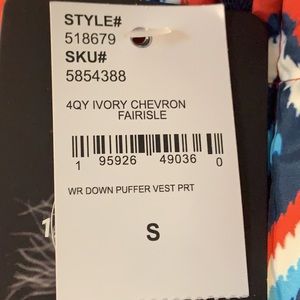 STYLE#
518679
SKU#
5854388
4QY IVORY CHEVRON
FAIRISLE
1 95926 49036 0
WR DOWN PUFFER VEST PRT
S